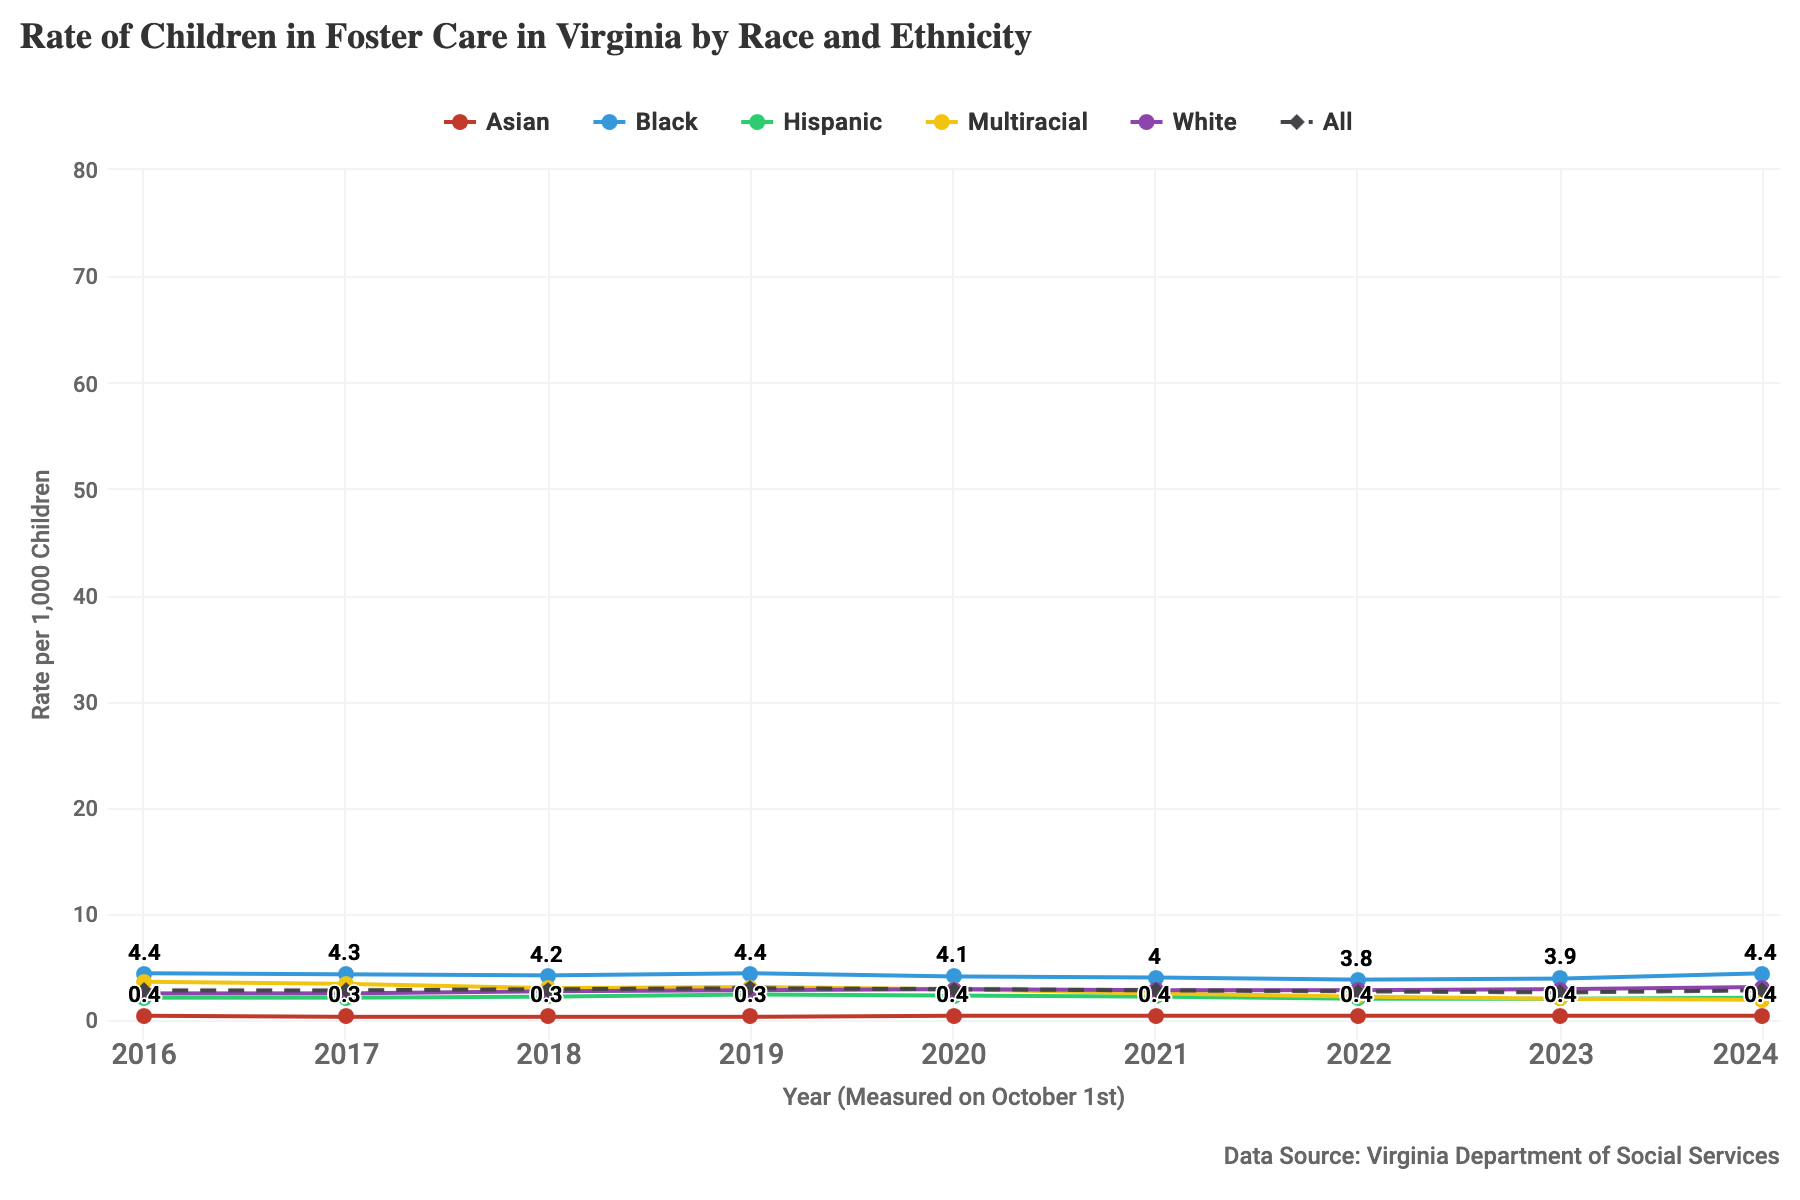 Rate of Children in Foster Care in Virginia by Race and Ethnicity
Asian Black Hispanic Multiracial White All
80
70
60
50
40
30
20
10
0
Rate per 1,000 Children
4.4 4.3 4.2 4.4 4.1 4 3.8 3.9 4.4
0.4 0.3 0.3 0.3 0.4 0.4 0.4 0.4 0.4
2016 2017 2018 2019 2020 2021 2022 2023 2024
Year (Measured on October 1st)
Data Source: Virginia Department of Social Services